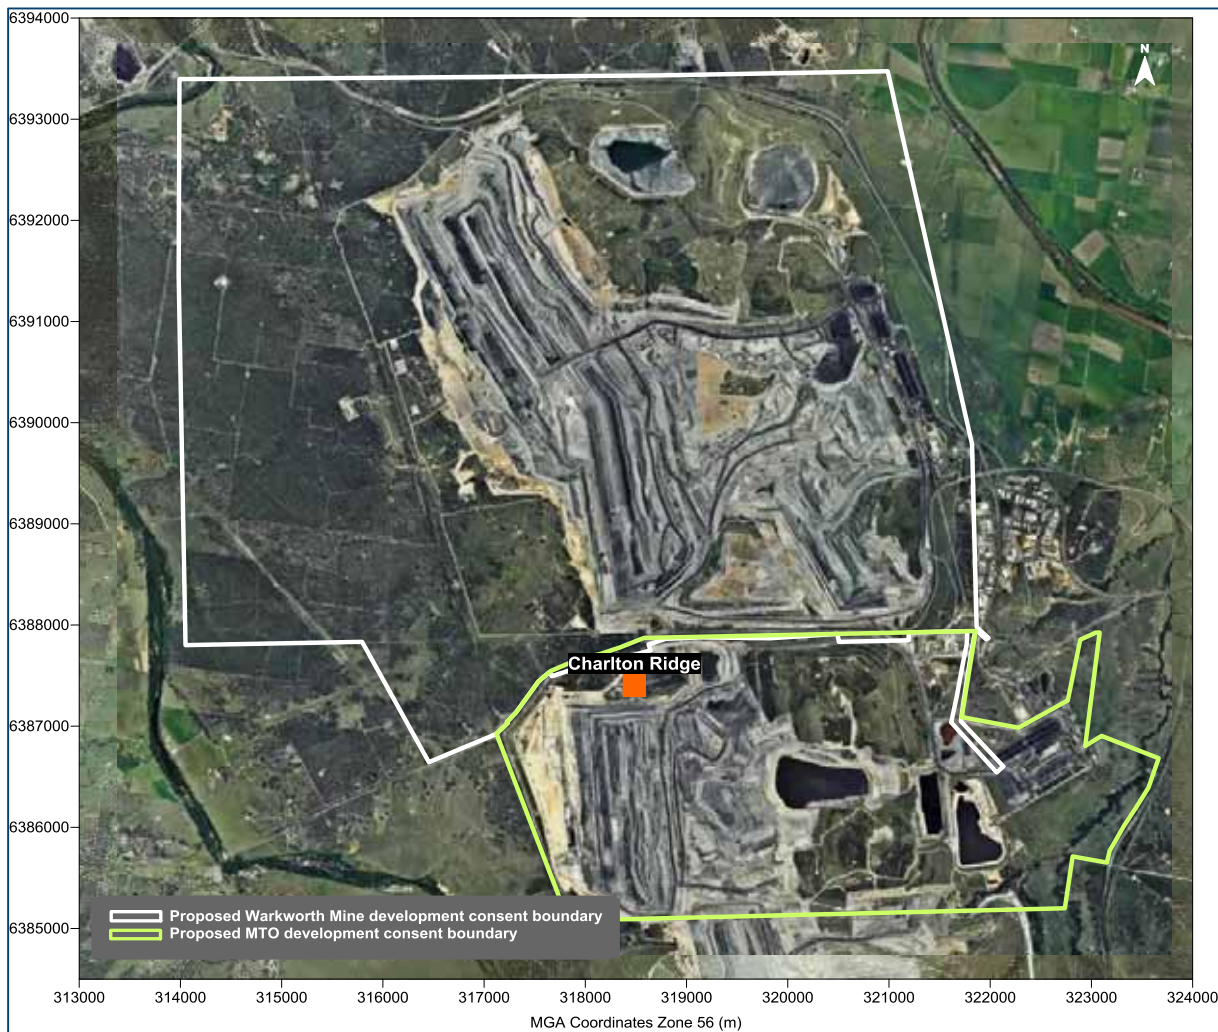 6394000
N
6393000
6392000
6391000
6390000
6389000
6388000
Charlton Ridge
6387000
6386000
Proposed Warkworth Mine development consent boundary
Proposed MTO development consent boundary
6385000
313000 314000 315000 316000 317000 318000 319000 320000 321000 322000 323000 324000
MGA Coordinates Zone 56 (m)